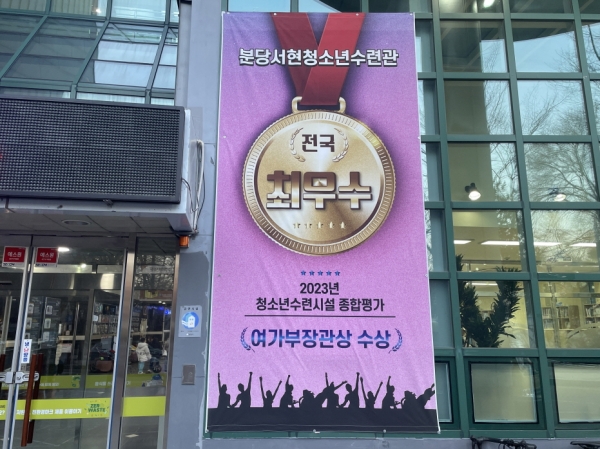 분당서현청소년수련관
전국
최우수
2023년
청소년수련시설 종합평가
여가부장관상 수상